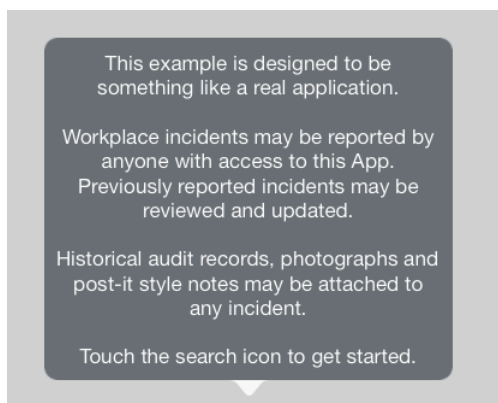 This example is designed to be
something like a real application.
Workplace incidents may be reported by
anyone with access to this App.
Previously reported incidents may be
reviewed and updated.
Historical audit records, photographs and
post-it style notes may be attached to
any incident.
Touch the search icon to get started.